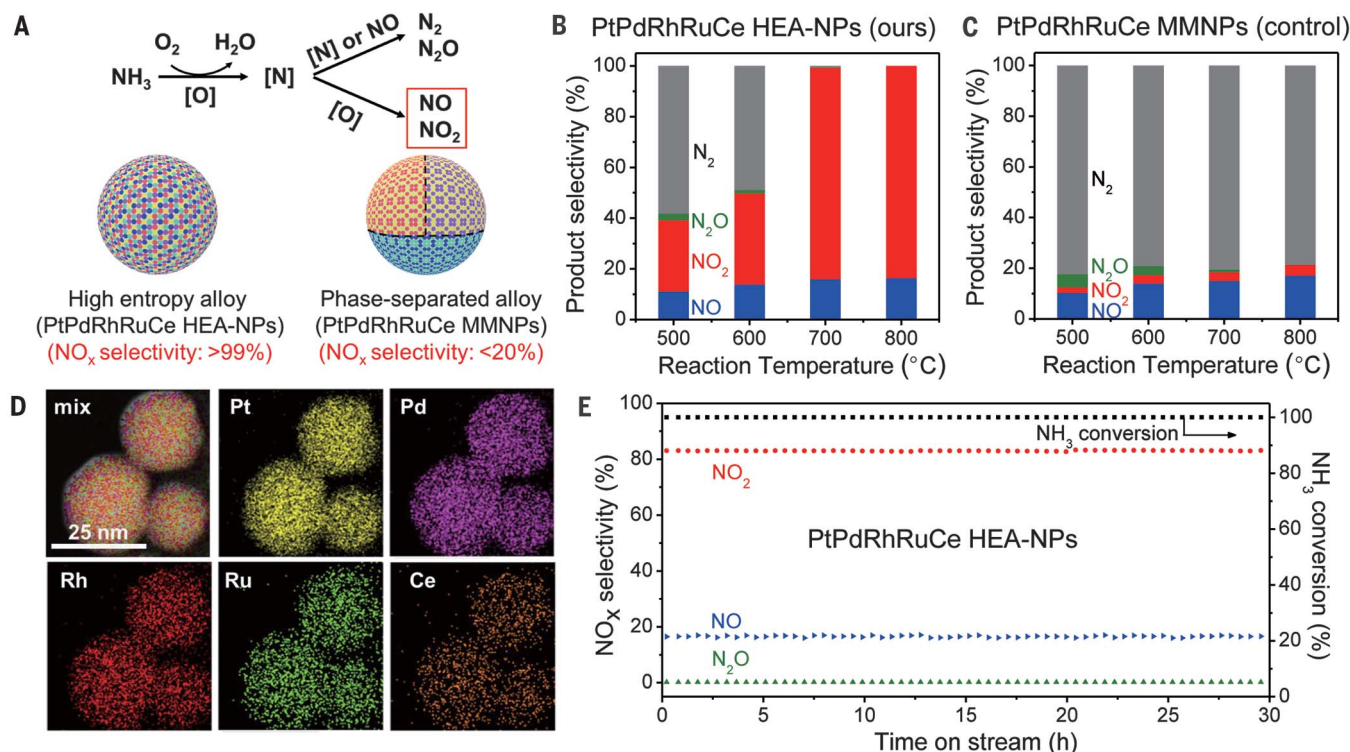 A
O₂
H₂O
NH₃
[O]
[N]
[N] or NO
N₂
N₂O
[O]
NO
NO₂
High entropy alloy
(PtPdRhRuCe HEA-NPs)
(NOₓ selectivity: >99%)
Phase-separated alloy
(PtPdRhRuCe MMNPs)
(NOₓ selectivity: <20%)
B
PtPdRhRuCe HEA-NPs (ours)
Product selectivity (%)
100
80
60
40
20
0
N₂
N₂O
NO₂
NO
500 600 700 800
Reaction Temperature (°C)
C
PtPdRhRuCe MMNPs (control)
Product selectivity (%)
100
80
60
40
20
0
N₂
N₂O
NO₂
NO
500 600 700 800
Reaction Temperature (°C)
D
mix
25 nm
Pt
Pd
Rh
Ru
Ce
E
NOₓ selectivity (%)
100
80
60
40
20
0
NH₃ conversion
NO₂
PtPdRhRuCe HEA-NPs
NO
N₂O
100
80
60
40
20
0
NH₃ conversion (%)
0 5 10 15 20 25 30
Time on stream (h)